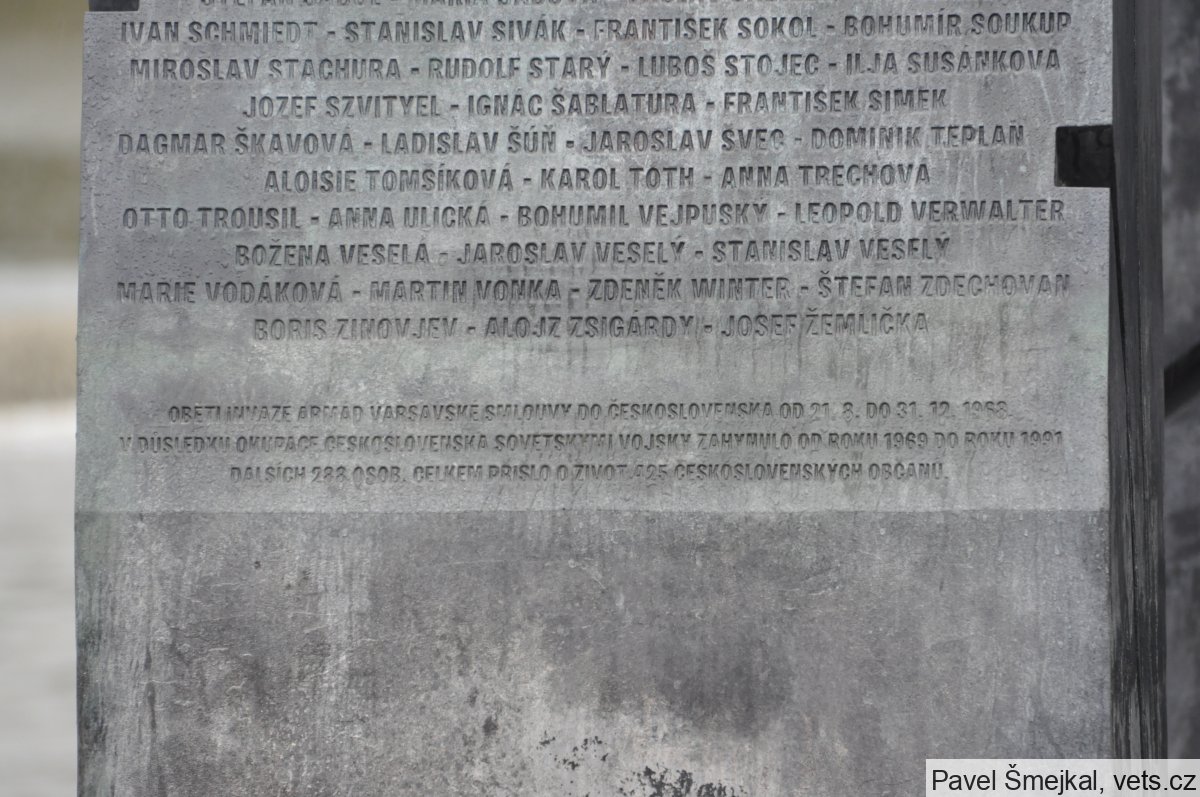 IVAN SCHMIEDT - STANISLAV SIVÁK - FRANTIŠEK SOKOL - BOHUMÍR SOUKUP
MIROSLAV STACHURA - RUDOLF STARÝ - LUBOŠ STOJEC - ILJA SUSÁNKOVÁ
JOZEF SZVITYEL - IGNÁC ŠABLATURA - FRANTIŠEK ŠIMEK
DAGMAR ŠKAVOVÁ - LADISLAV ŠÚŇ - JAROSLAV ŠVEC - DOMINIK TEPLAN
ALOISIE TOMŠÍKOVÁ - KAROL TÓTH - ANNA TRECHOVÁ
OTTO TROUSIL - ANNA ULICKÁ - BOHUMIL VEJPUSKÝ - LEOPOLD VERWALTER
BOŽENA VESELÁ - JAROSLAV VESELÝ - STANISLAV VESELÝ
MARIE VODÁKOVÁ - MARTIN VONKA - ZDENĚK WINTER - ŠTEFAN ZDECHOVAN
BORIS ZINOVJEV - ALOJZ ZSIGÁRDY - JOSEF ŽEMLIČKA
OBĚTI INVAZE ARMÁD VARŠAVSKÉ SMLOUVY DO ČESKOSLOVENSKA OD 21. 8. DO 31. 12. 1968.
V DŮSLEDKU OKUPACE ČESKOSLOVENSKA SOVĚTSKÝMI VOJSKY ZAHYNULO OD ROKU 1969 DO ROKU 1991
DALŠÍCH 288 OSOB. CELKEM PŘIŠLO O ŽIVOT 425 ČESKOSLOVENSKÝCH OBČANŮ.
Pavel Šmejkal, vets.cz